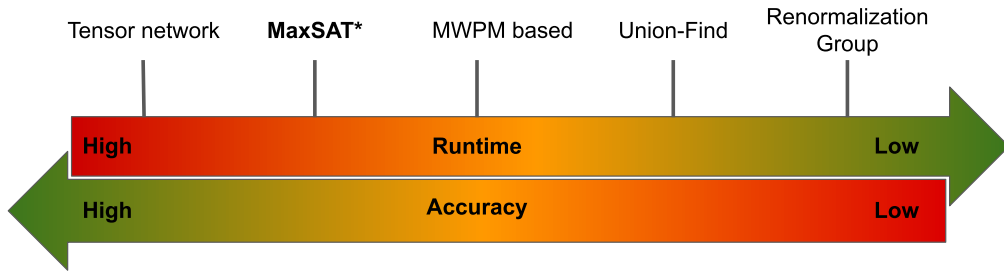 Tensor network
MaxSAT*
MWPM based
Union-Find
Renormalization
Group
High
Runtime
Low
High
Accuracy
Low